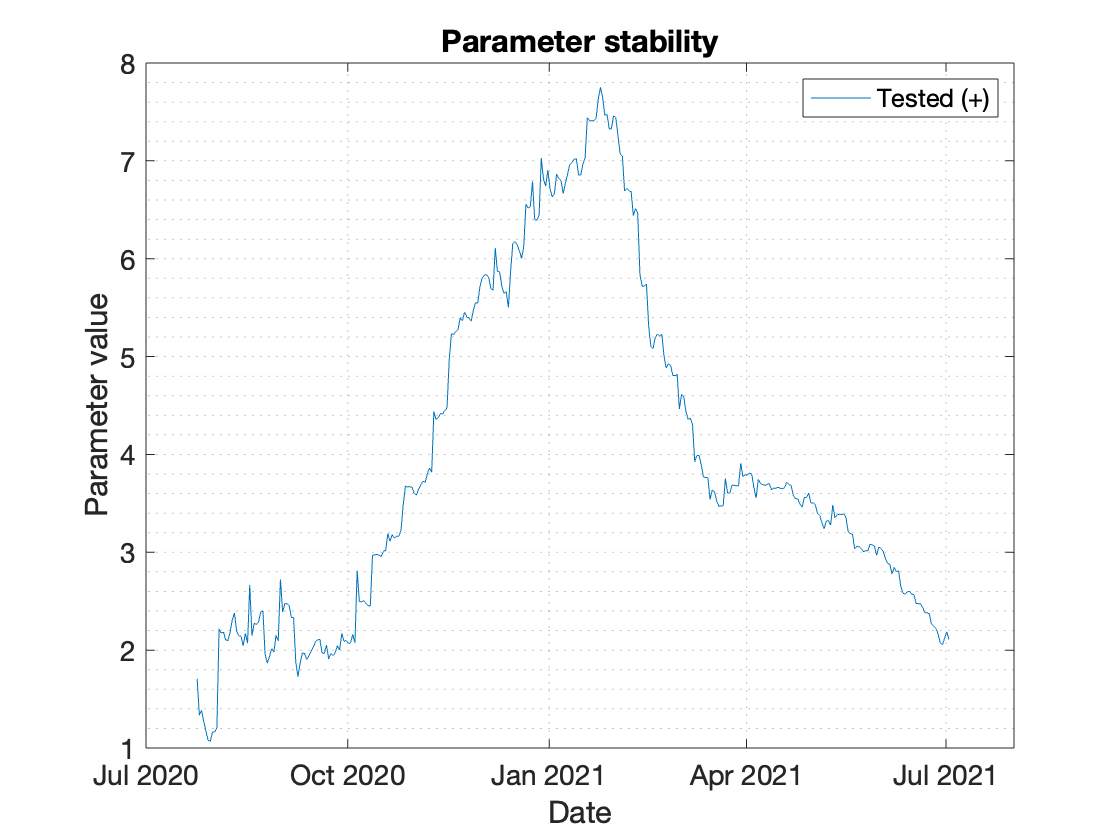 Parameter stability
Tested (+)
Parameter value
8
7
6
5
4
3
2
1
Jul 2020
Oct 2020
Jan 2021
Apr 2021
Jul 2021
Date